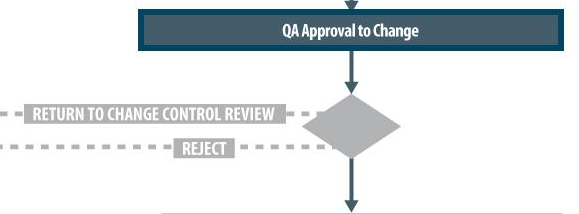 QA Approval to Change
RETURN TO CHANGE CONTROL REVIEW
REJECT